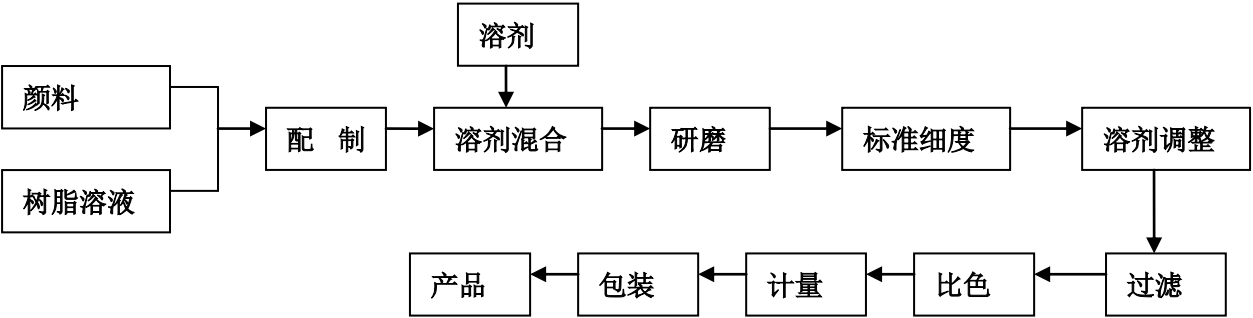 溶剂
颜料
树脂溶液
配 制
溶剂混合
研磨
标准细度
溶剂调整
过滤
比色
计量
包装
产品